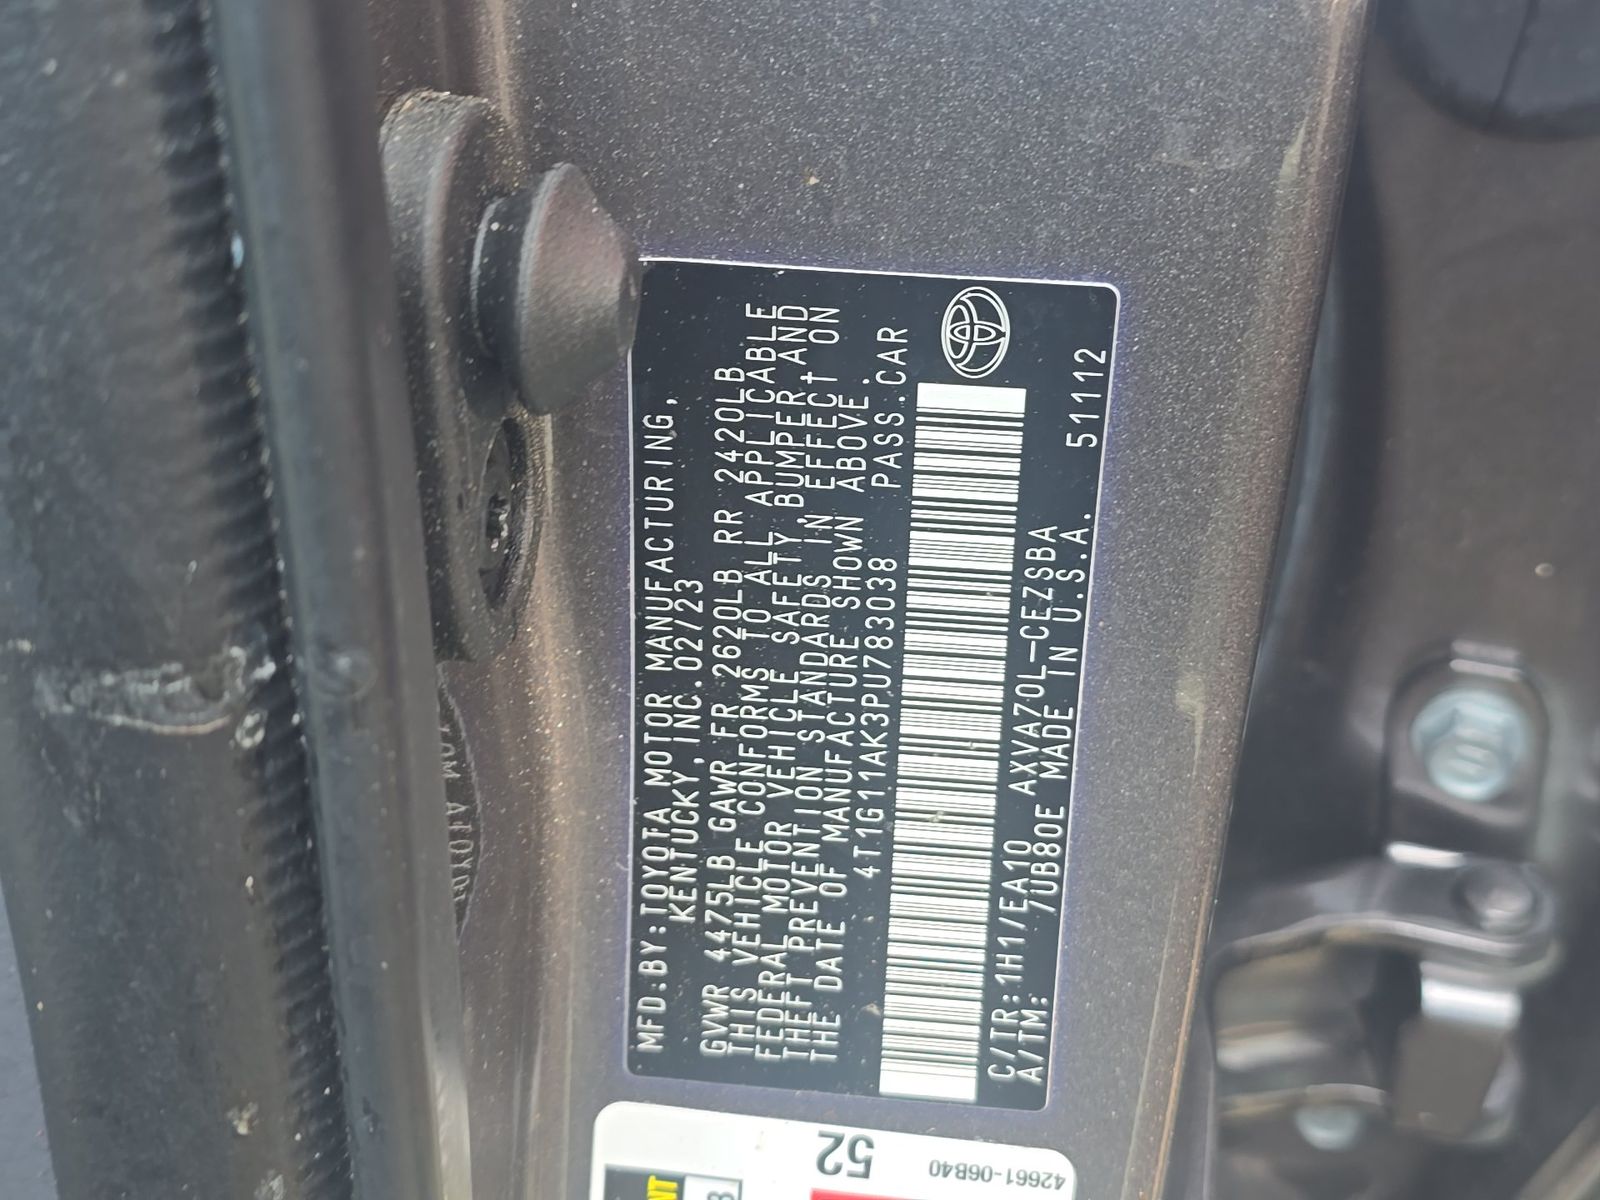 MFD.BY:TOYOTA MOTOR MANUFACTURING,
KENTUCKY,INC.02/23
GVWR 4475LB GAWR FR 2620LB RR 2420LB
THIS VEHICLE CONFORMS TO ALL APPLICABLE
FEDERAL MOTOR VEHICLE SAFETY,BUMPER,AND
THEFT PREVENTION STANDARDS IN EFFECT ON
THE DATE OF MANUFACTURE SHOWN ABOVE.
4T1G11AK3PU783038 PASS.CAR
C/TR:1H1/EA10 AXVA70L-CEZSBA
A/TM: /UB80E MADE IN U.S.A. 51112
52
42661-06B40